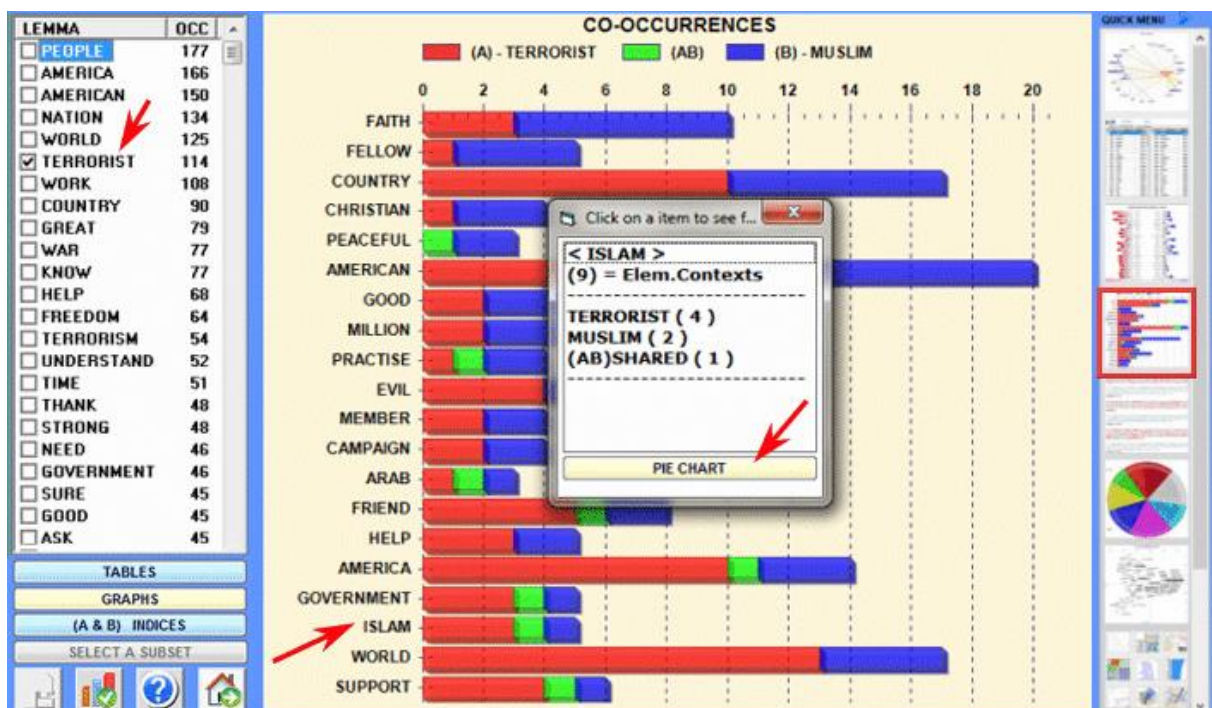 LEMMA OCC
PEOPLE 177
AMERICA 166
AMERICAN 150
NATION 134
WORLD 125
TERRORIST 114
WORK 108
COUNTRY 90
GREAT 79
WAR 77
KNOW 77
HELP 68
FREEDOM 64
TERRORISM 54
UNDERSTAND 52
TIME 51
THANK 48
STRONG 48
NEED 46
GOVERNMENT 46
SURE 45
GOOD 45
ASK 45
TABLES
GRAPHS
(A & B) INDICES
SELECT A SUBSET
CO-OCCURRENCES
(A) - TERRORIST (AB) (B) - MUSLIM
0 2 4 6 8 10 12 14 16 18 20
FAITH
FELLOW
COUNTRY
CHRISTIAN
PEACEFUL
AMERICAN
GOOD
MILLION
PRACTISE
EVIL
MEMBER
CAMPAIGN
ARAB
FRIEND
HELP
AMERICA
GOVERNMENT
ISLAM
WORLD
SUPPORT
Click on a item to see f...
< ISLAM >
(9) = Elem.Contexts
TERRORIST ( 4 )
MUSLIM ( 2 )
(AB)SHARED ( 1 )
PIE CHART
QUICK MENU